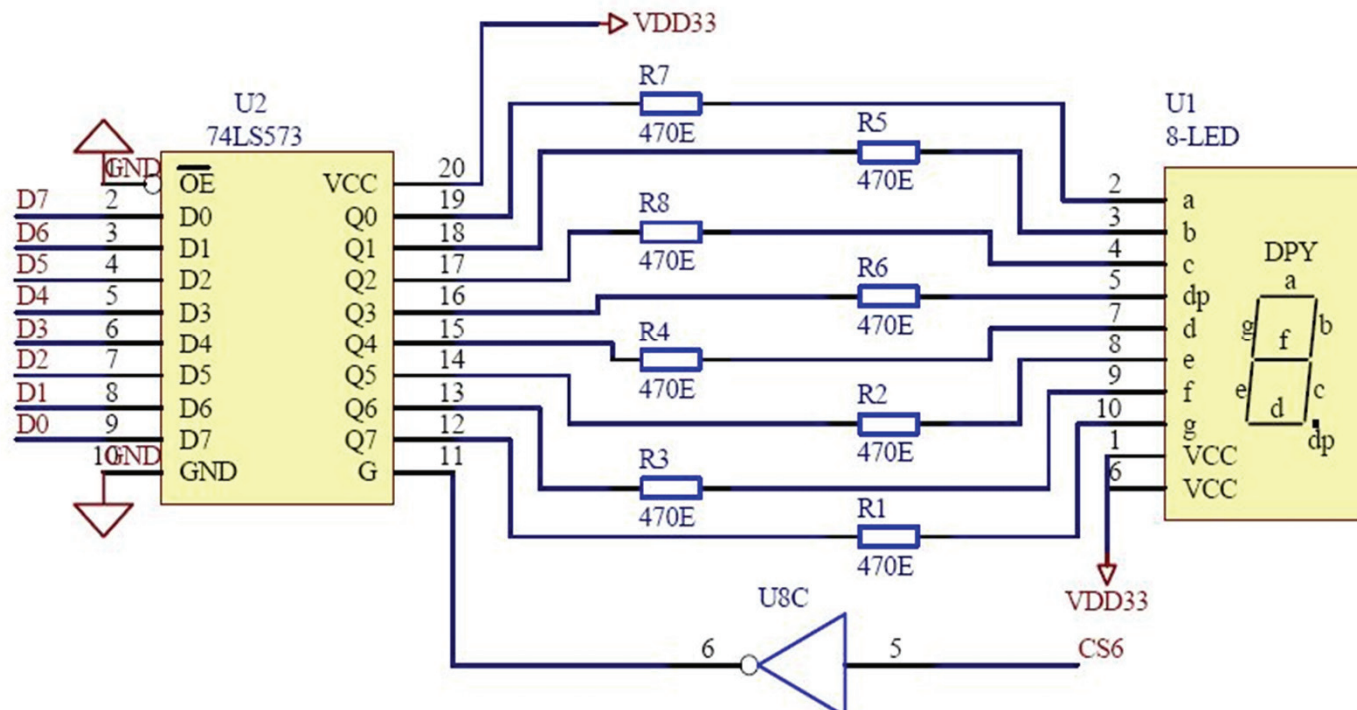 VDD33
R7
470E
R5
470E
R8
470E
R6
470E
R4
470E
R2
470E
R3
470E
R1
470E
U2
74LS573
GND
1
D7
2
D6
3
D5
4
D4
5
D3
6
D2
7
D1
8
D0
9
GND
10
OE
D0
D1
D2
D3
D4
D5
D6
D7
GND
VCC
Q0
Q1
Q2
Q3
Q4
Q5
Q6
Q7
G
20
19
18
17
16
15
14
13
12
11
U1
8-LED
2
3
4
5
7
8
9
10
1
6
a
b
c
dp
d
e
f
g
VCC
VCC
DPY
a
g
f
b
e
d
c
dp
VDD33
U8C
6
5
CS6